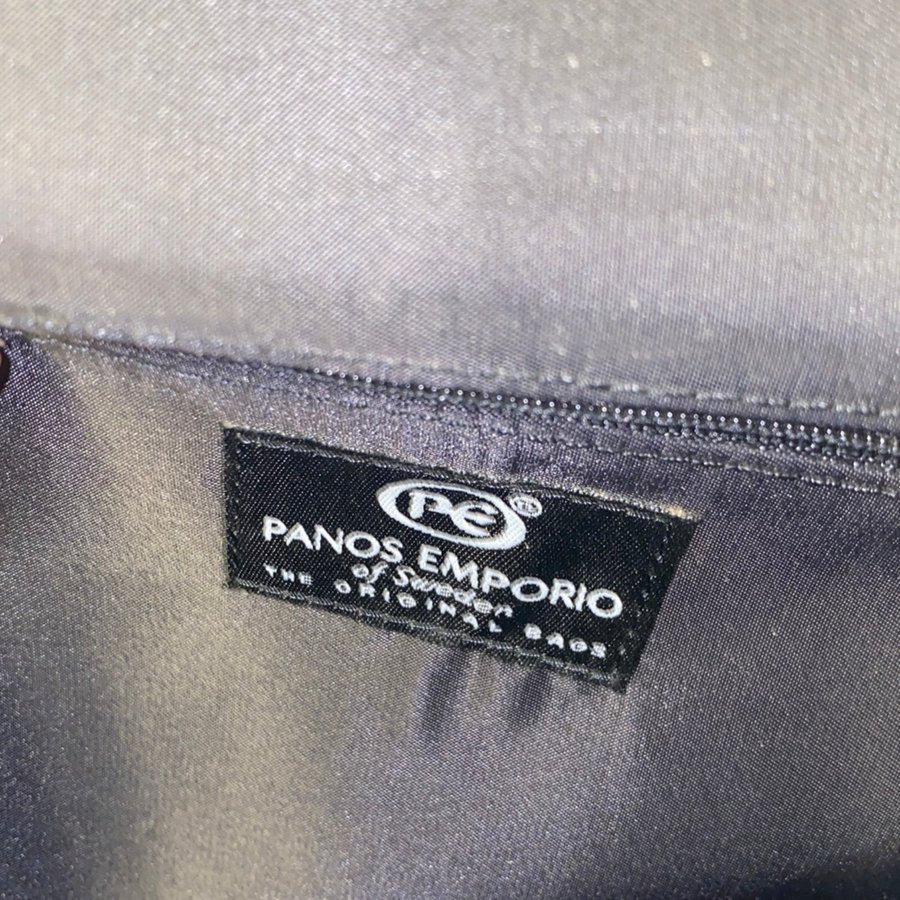 PE
PANOS EMPORIO
of Sweden
THE ORIGINAL BAGS